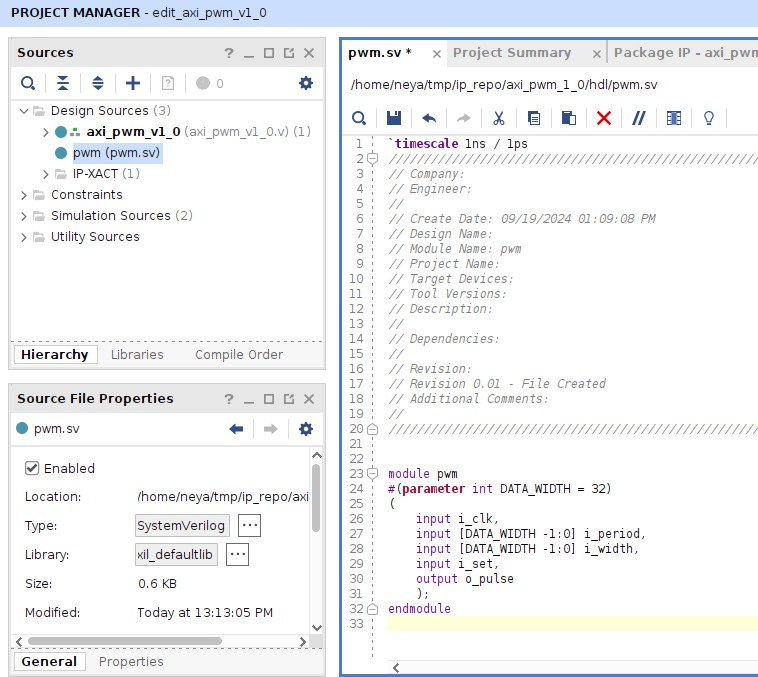 PROJECT MANAGER - edit_axi_pwm_v1_0
Sources
? _
0
Design Sources (3)
axi_pwm_v1_0 (axi_pwm_v1_0.v) (1)
pwm (pwm.sv)
IP-XACT (1)
Constraints
Simulation Sources (2)
Utility Sources
Hierarchy Libraries Compile Order
Source File Properties
? _
pwm.sv
Enabled
Location: /home/neya/tmp/ip_repo/axi
Type: SystemVerilog ...
Library: xil_defaultlib ...
Size: 0.6 KB
Modified: Today at 13:13:05 PM
General Properties
pwm.sv * Project Summary Package IP - axi_pwm
/home/neya/tmp/ip_repo/axi_pwm_1_0/hdl/pwm.sv
1 `timescale 1ns / 1ps
2 //////////////////////////////////////////////////////
3 // Company:
4 // Engineer:
5 //
6 // Create Date: 09/19/2024 01:09:08 PM
7 // Design Name:
8 // Module Name: pwm
9 // Project Name:
10 // Target Devices:
11 // Tool Versions:
12 // Description:
13 //
14 // Dependencies:
15 //
16 // Revision:
17 // Revision 0.01 - File Created
18 // Additional Comments:
19 //
20 //////////////////////////////////////////////////////
21
22
23 module pwm
24 #(parameter int DATA_WIDTH = 32)
25 (
26 input i_clk,
27 input [DATA_WIDTH -1:0] i_period,
28 input [DATA_WIDTH -1:0] i_width,
29 input i_set,
30 output o_pulse
31 );
32 endmodule
33